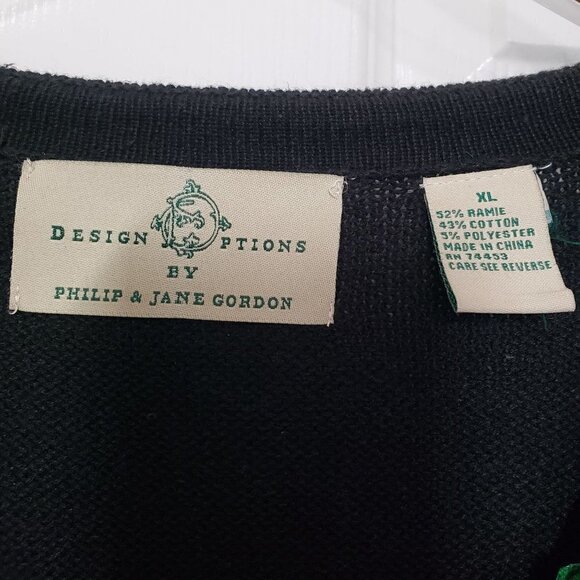 DESIGN OPTIONS
BY
PHILIP & JANE GORDON
XL
52% RAMIE
43% COTTON
5% POLYESTER
MADE IN CHINA
RN 74453
CARE SEE REVERSE